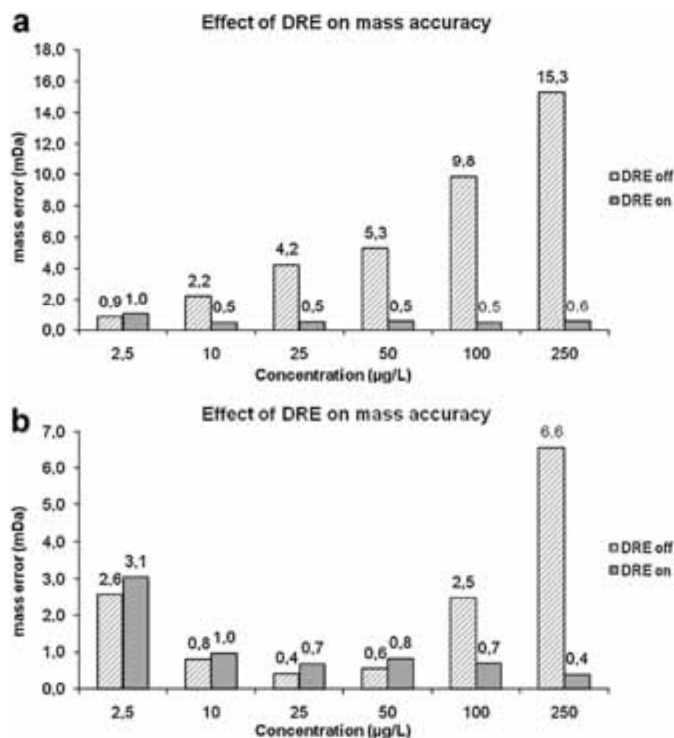 a
Effect of DRE on mass accuracy
18,0
16,0
14,0
12,0
10,0
8,0
6,0
4,0
2,0
0,0
mass error (mDa)
0,9 1,0
2,2 0,5
4,2 0,5
5,3 0,5
9,8 0,5
15,3 0,6
DRE off
DRE on
2,5 10 25 50 100 250
Concentration (µg/L)
b
Effect of DRE on mass accuracy
7,0
6,0
5,0
4,0
3,0
2,0
1,0
0,0
mass error (mDa)
2,6 3,1
0,8 1,0
0,4 0,7
0,6 0,8
2,5 0,7
6,6 0,4
DRE off
DRE on
2,5 10 25 50 100 250
Concentration (µg/L)